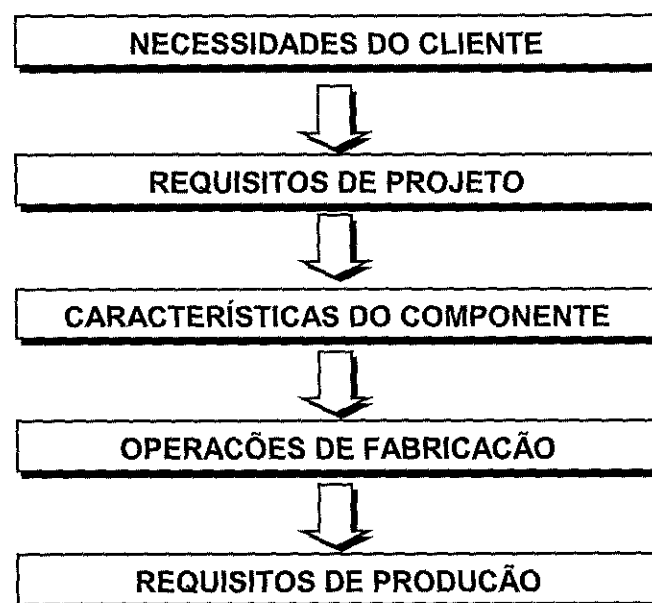 NECESSIDADES DO CLIENTE
REQUISITOS DE PROJETO
CARACTERÍSTICAS DO COMPONENTE
OPERACÕES DE FABRICACÃO
REQUISITOS DE PRODUCÃO